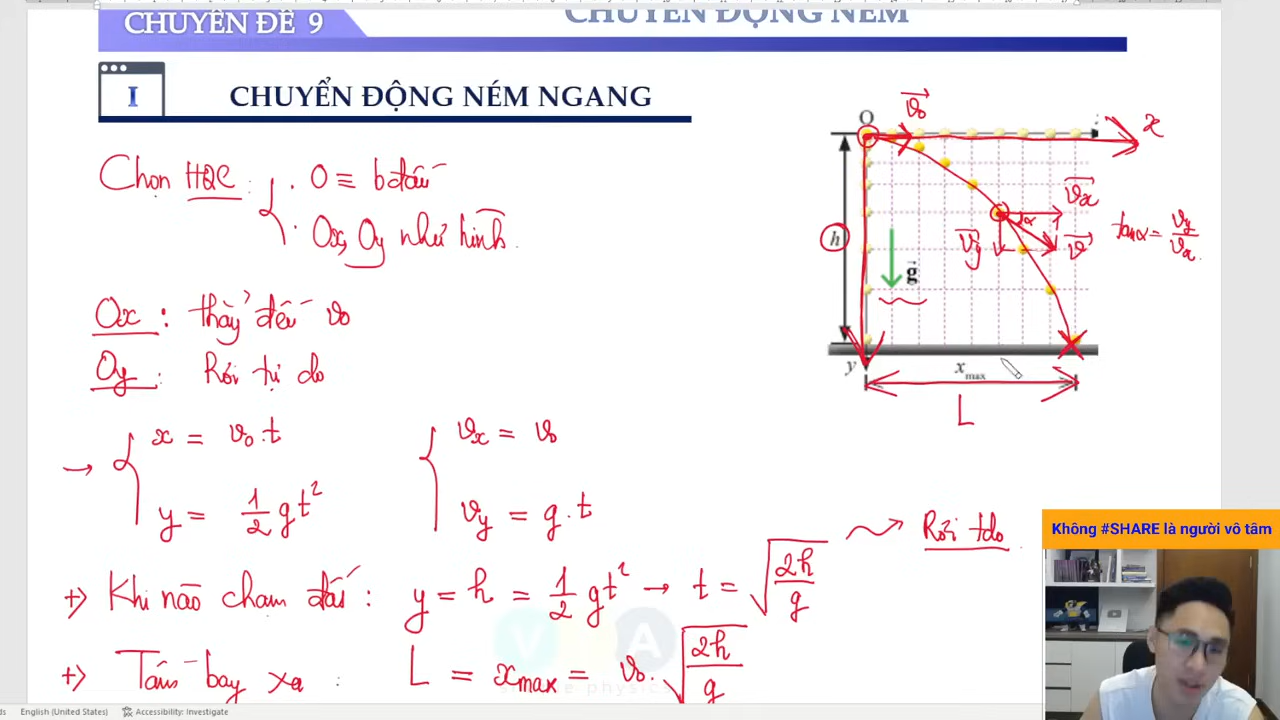 CHUYÊN ĐỀ 9
CHUYỂN ĐỘNG NÉM
I
CHUYỂN ĐỘNG NÉM NGANG
Chọn HQC :
. O ≡ b đầu
. Ox, Oy như hình.
Ox : thẳng đều v₀
Oy : Rơi tự do
→ x = v₀.t
y = 1/2 gt²
vx = v₀
vy = g.t
+) Khi nào chạm đất : y = h = 1/2 gt² → t = √(2h/g)
Rơi tdo
+) Tầm bay xa : L = xmax = v₀.√(2h/g)
O
v₀
x
h
g
vx
α
vy
v
tanα = vy/vx
y
xmax
L
Không #SHARE là người vô tâm
English (United States)
Accessibility: Investigate